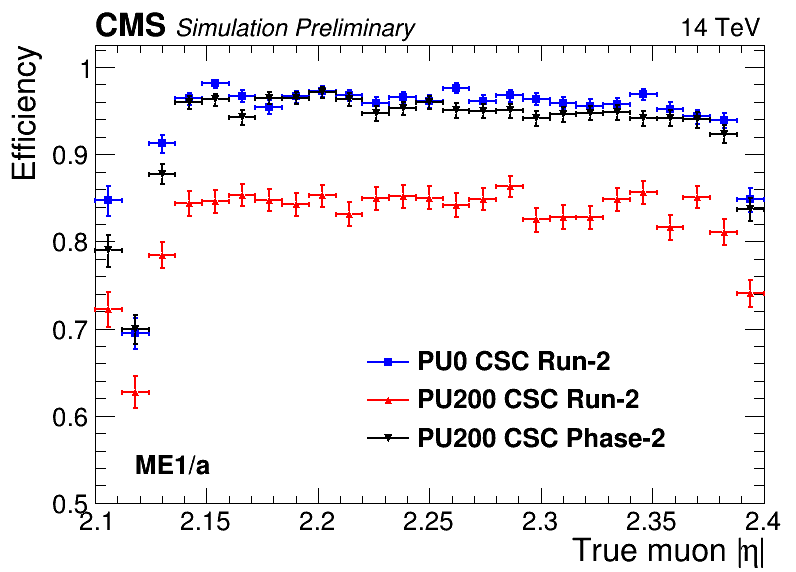 CMS Simulation Preliminary 14 TeV
Efficiency
1
0.9
0.8
0.7
0.6
0.5
PU0 CSC Run-2
PU200 CSC Run-2
PU200 CSC Phase-2
ME1/a
2.1 2.15 2.2 2.25 2.3 2.35 2.4
True muon |η|